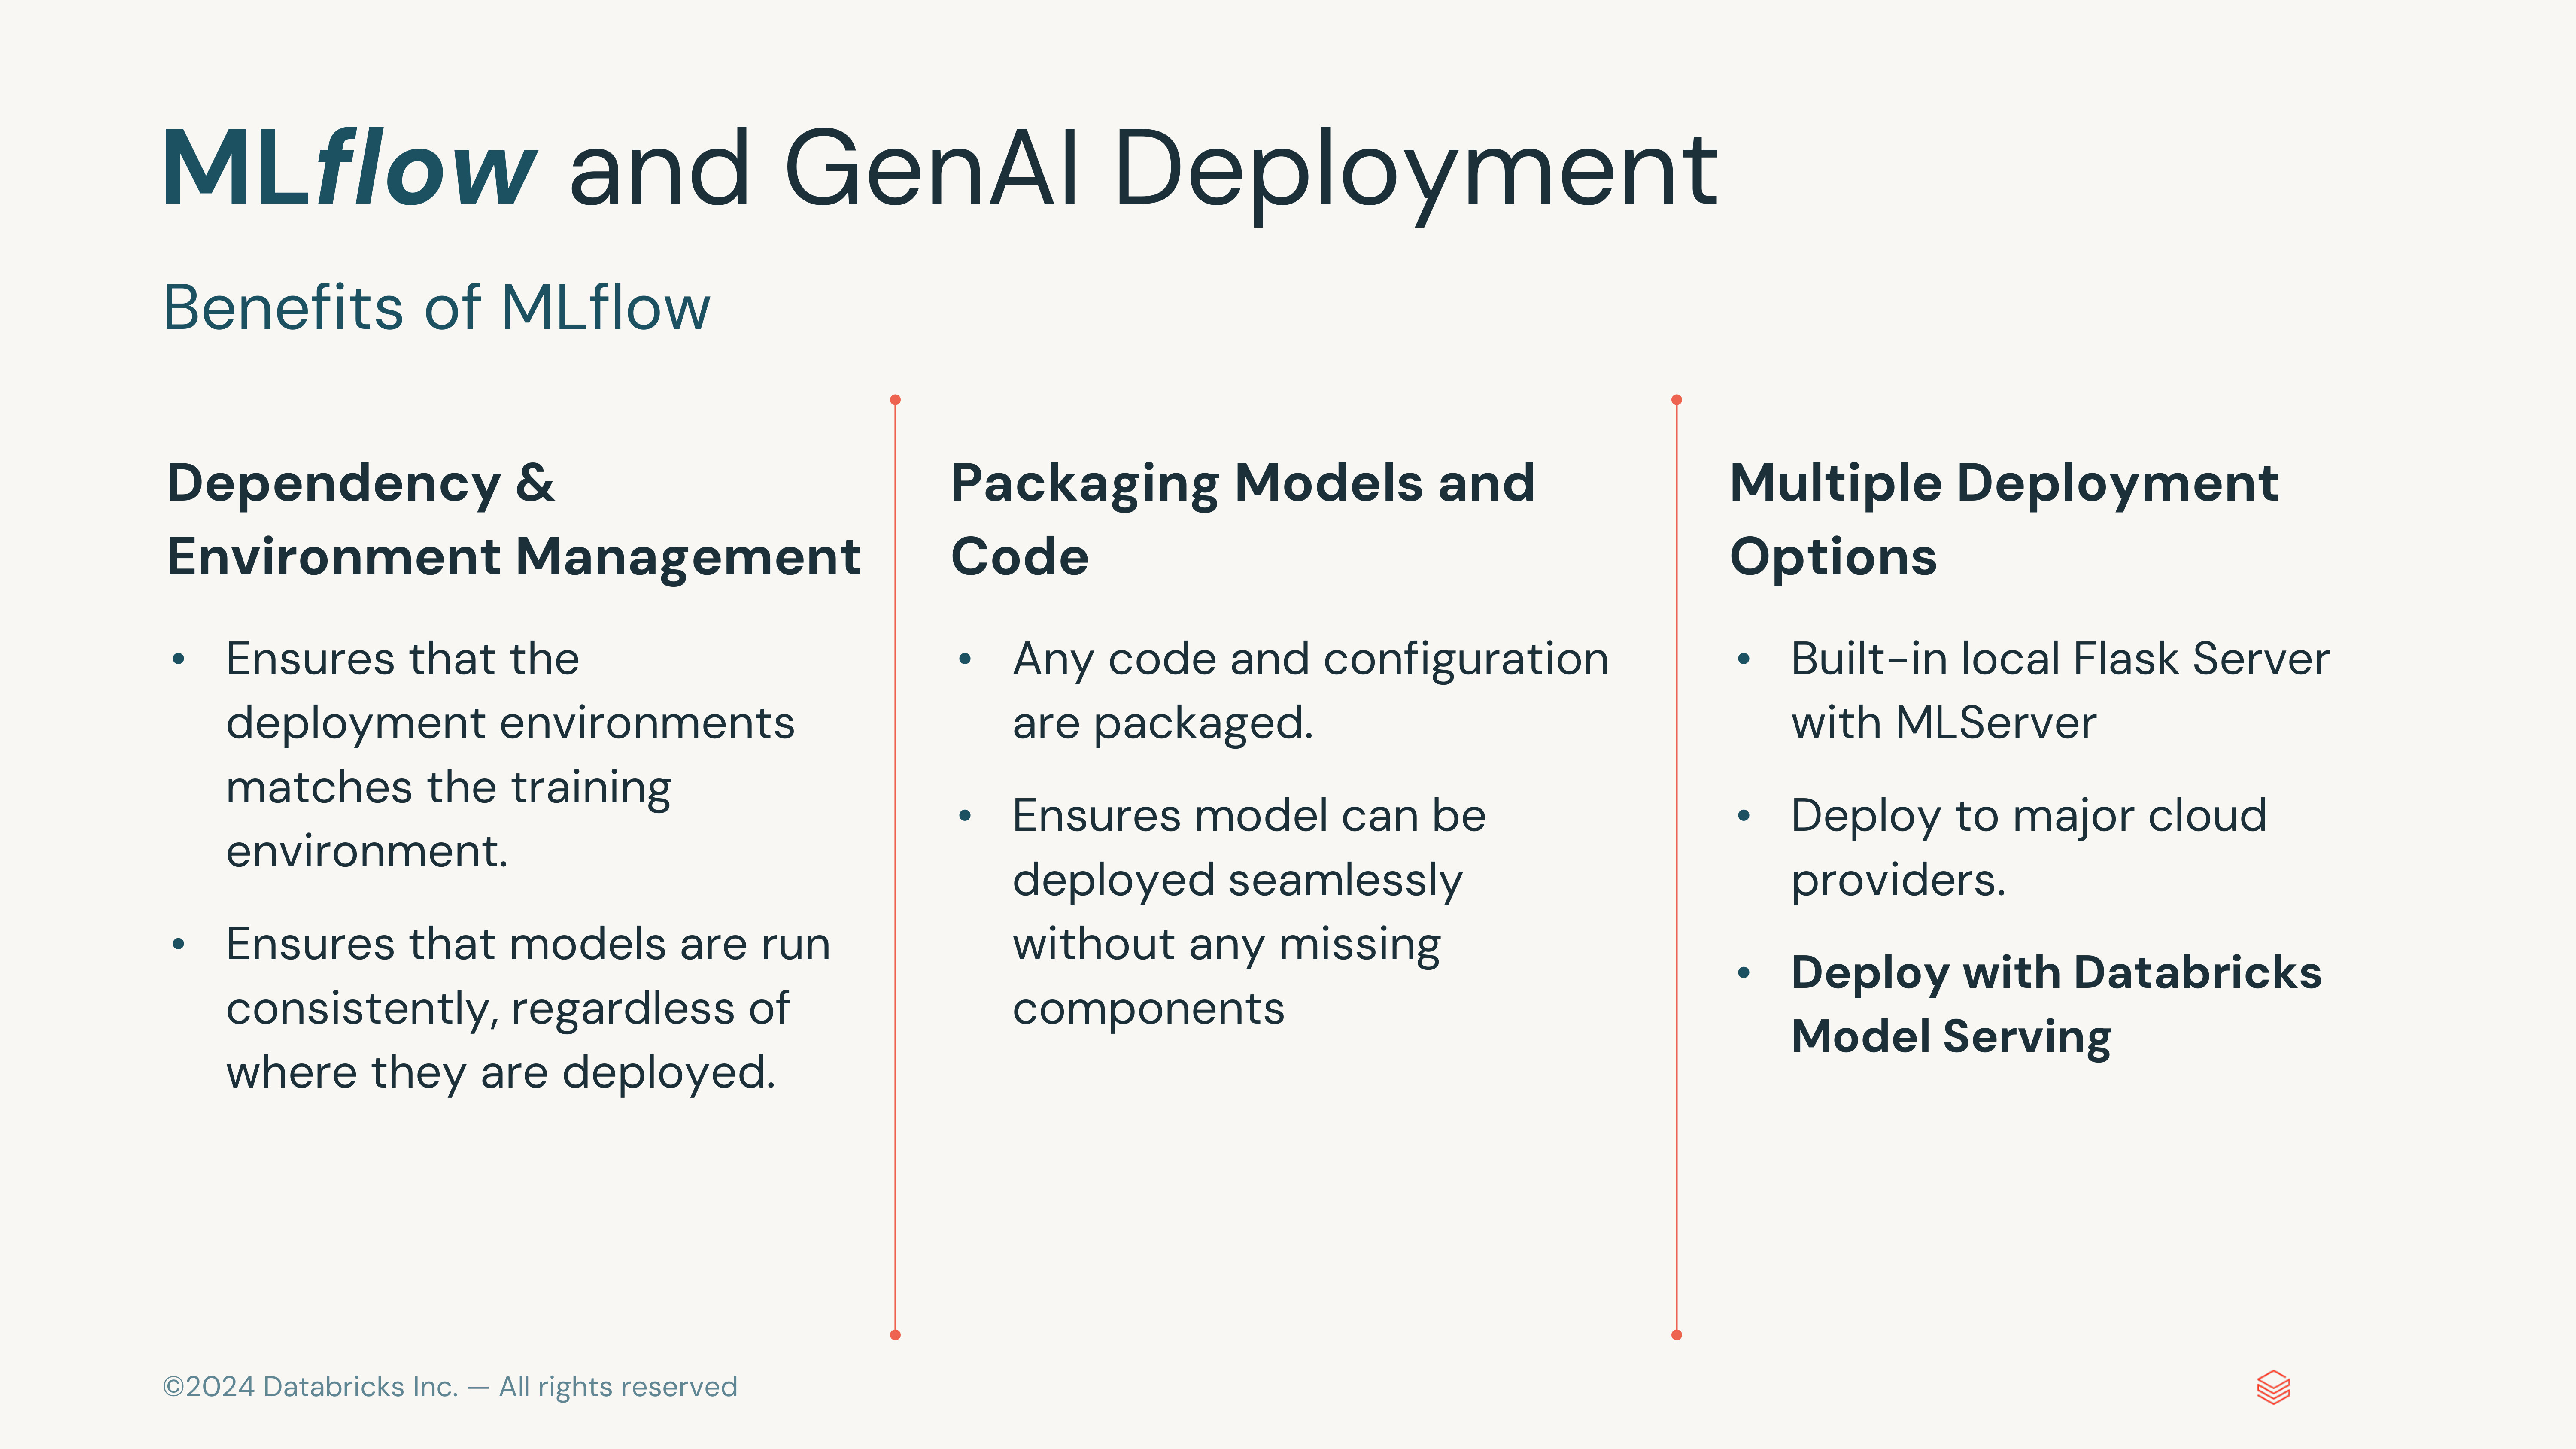 MLflow and GenAI Deployment
Benefits of MLflow
Dependency &
Environment Management
• Ensures that the
deployment environments
matches the training
environment.
• Ensures that models are run
consistently, regardless of
where they are deployed.
Packaging Models and
Code
• Any code and configuration
are packaged.
• Ensures model can be
deployed seamlessly
without any missing
components
Multiple Deployment
Options
• Built-in local Flask Server
with MLServer
• Deploy to major cloud
providers.
• Deploy with Databricks
Model Serving
©2024 Databricks Inc. — All rights reserved